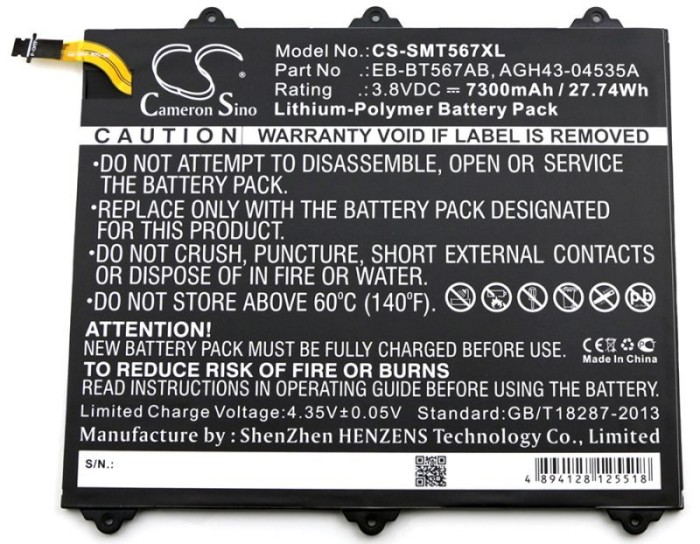 CS
Cameron Sino
Model No.:CS-SMT567XL
Part No .:EB-BT567AB, AGH43-04535A
Rating .:3.8VDC ⎓ 7300mAh / 27.74Wh
Lithium-Polymer Battery Pack
CAUTION WARRANTY VOID IF LABEL IS REMOVED
•DO NOT ATTEMPT TO DISASSEMBLE, OPEN OR SERVICE
THE BATTERY PACK.
•REPLACE ONLY WITH THE BATTERY PACK DESIGNATED
FOR THIS PRODUCT.
•DO NOT CRUSH, PUNCTURE, SHORT EXTERNAL CONTACTS
OR DISPOSE OF IN FIRE OR WATER.
•DO NOT STORE ABOVE 60°C (140°F).
Pb
ATTENTION!
NEW BATTERY PACK MUST BE FULLY CHARGED BEFORE USE.
CE
Made In China
TO REDUCE RISK OF FIRE OR BURNS
READ INSTRUCTIONS IN OPERATING GUIDE BEFORE USING THE BATTERY.
Limited Charge Voltage:4.35V±0.05V Standard:GB/T18287-2013
Manufacture by : ShenZhen HENZENS Technology Co., Limited
S/N.:
4 894128 125518